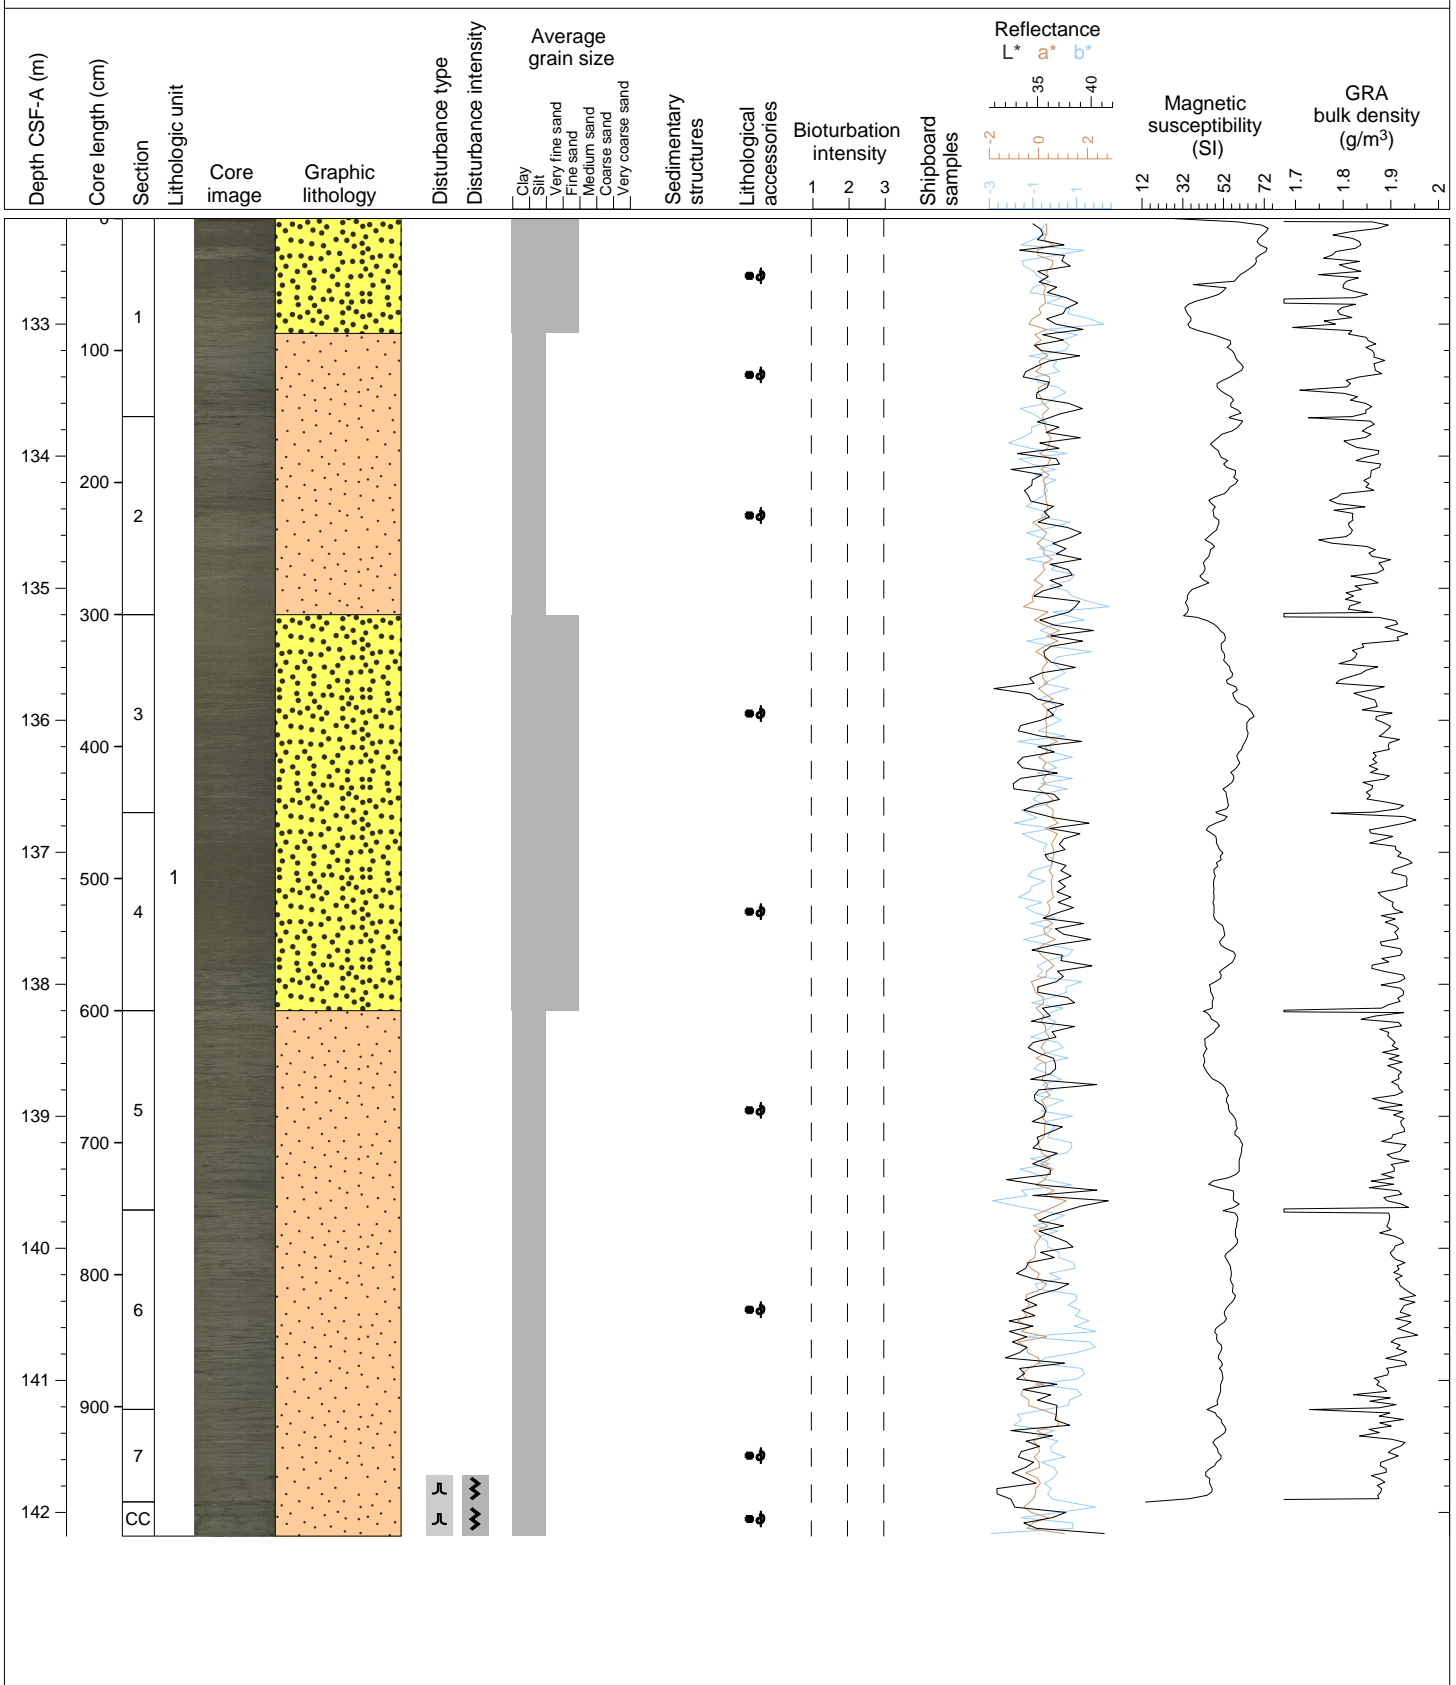 Depth CSF-A (m)
Core length (cm)
Section
Lithologic unit
Core
image
Graphic
lithology
Disturbance type
Disturbance intensity
Average
grain size
Clay
Silt
Very fine sand
Fine sand
Medium sand
Coarse sand
Very coarse sand
Sedimentary
structures
Lithological
accessories
Bioturbation
intensity
1 2 3
Shipboard
samples
Reflectance
L* a* b*
35 40
-2 0 2
-3 -1 1
Magnetic
susceptibility
(SI)
12 32 52 72
GRA
bulk density
(g/m³)
1.7 1.8 1.9 2
0
1
133
100
134
200
2
135
300
3
136
400
137
500
1
4
138
600
5
139
700
140
800
6
141
900
7
142
CC